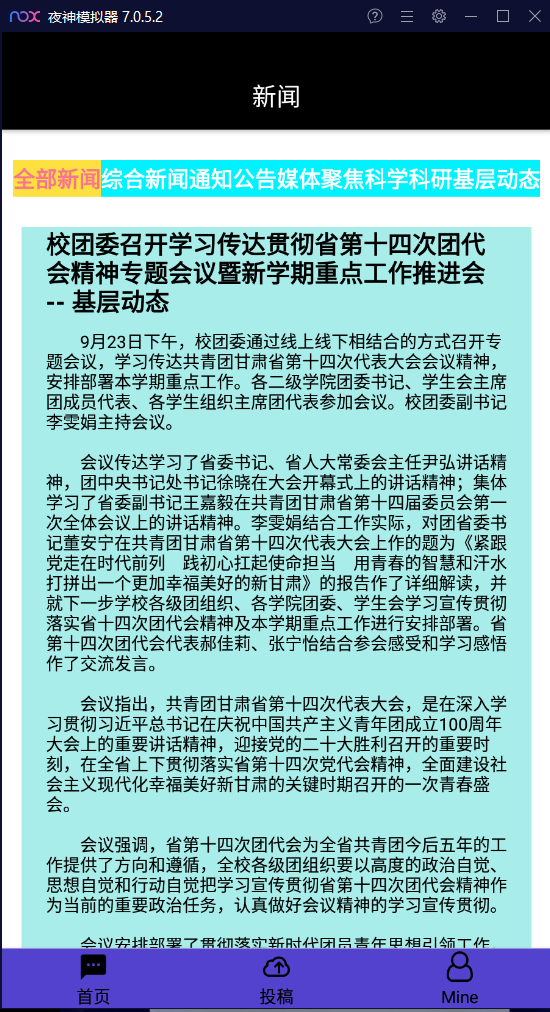 nox 夜神模拟器 7.0.5.2
新闻
全部新闻综合新闻通知公告媒体聚焦科学科研基层动态
校团委召开学习传达贯彻省第十四次团代
会精神专题会议暨新学期重点工作推进会
-- 基层动态
9月23日下午，校团委通过线上线下相结合的方式召开专
题会议，学习传达共青团甘肃省第十四次代表大会会议精神，
安排部署本学期重点工作。各二级学院团委书记、学生会主席
团成员代表、各学生组织主席团代表参加会议。校团委副书记
李雯娟主持会议。
会议传达学习了省委书记、省人大常委会主任尹弘讲话精
神，团中央书记处书记徐晓在大会开幕式上的讲话精神；集体
学习了省委副书记王嘉毅在共青团甘肃省第十四届委员会第一
次全体会议上的讲话精神。李雯娟结合工作实际，对团省委书
记董安宁在共青团甘肃省第十四次代表大会上作的题为《紧跟
党走在时代前列　践初心扛起使命担当　用青春的智慧和汗水
打拼出一个更加幸福美好的新甘肃》的报告作了详细解读，并
就下一步学校各级团组织、各学院团委、学生会学习宣传贯彻
落实省十四次团代会精神及本学期重点工作进行安排部署。省
第十四次团代会代表郝佳莉、张宁怡结合参会感受和学习感悟
作了交流发言。
会议指出，共青团甘肃省第十四次代表大会，是在深入学
习贯彻习近平总书记在庆祝中国共产主义青年团成立100周年
大会上的重要讲话精神，迎接党的二十大胜利召开的重要时
刻，在全省上下贯彻落实省第十四次党代会精神，全面建设社
会主义现代化幸福美好新甘肃的关键时期召开的一次青春盛
会。
会议强调，省第十四次团代会为全省共青团今后五年的工
作提供了方向和遵循，全校各级团组织要以高度的政治自觉、
思想自觉和行动自觉把学习宣传贯彻省第十四次团代会精神作
为当前的重要政治任务，认真做好会议精神的学习宣传贯彻。
会议安排部署了贯彻落实新时代团员青年思想引领工作，
首页
投稿
Mine